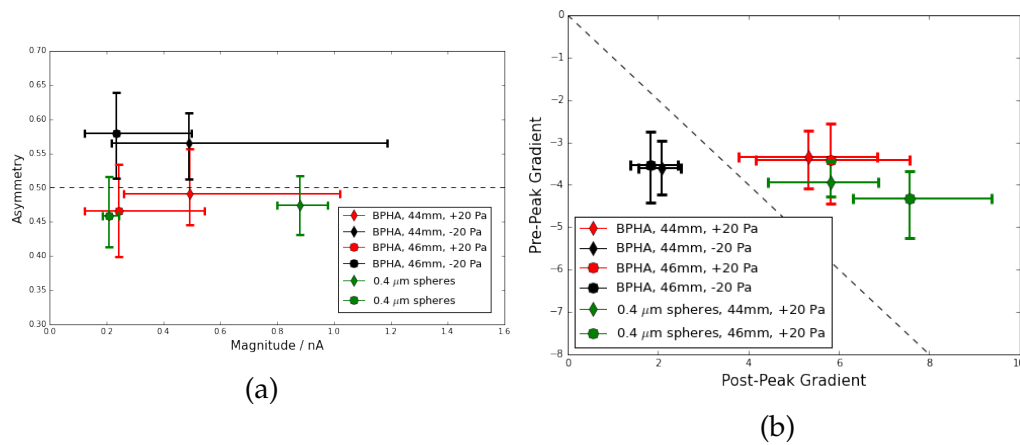 0.70
0.65
0.60
0.55
0.50
0.45
0.40
0.35
0.30
Asymmetry
BPHA, 44mm, +20 Pa
BPHA, 44mm, -20 Pa
BPHA, 46mm, +20 Pa
BPHA, 46mm, -20 Pa
0.4 μm spheres
0.4 μm spheres
0.0 0.2 0.4 0.6 0.8 1.0 1.2 1.4 1.6
Magnitude / nA
(a)
0
−1
−2
−3
−4
−5
−6
−7
−8
Pre-Peak Gradient
BPHA, 44mm, +20 Pa
BPHA, 44mm, -20 Pa
BPHA, 46mm, +20 Pa
BPHA, 46mm, -20 Pa
0.4 μm spheres, 44mm, +20 Pa
0.4 μm spheres, 46mm, +20 Pa
0 2 4 6 8 10
Post-Peak Gradient
(b)